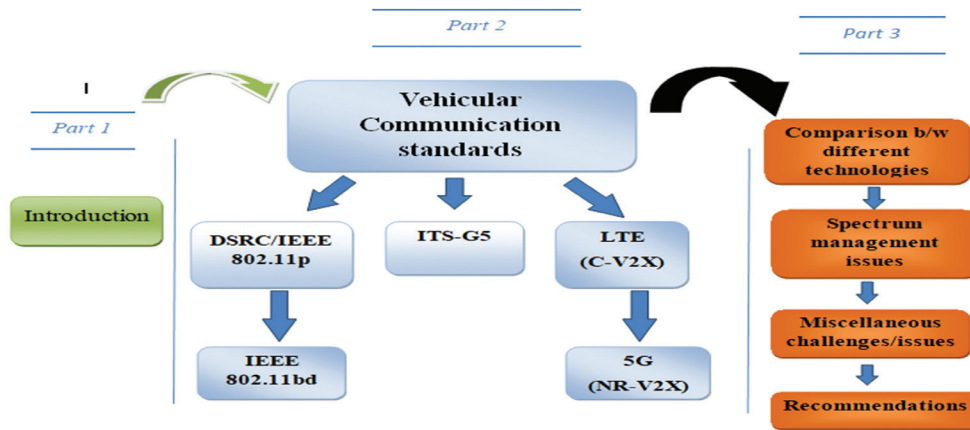 Part 1
Introduction
Part 2
Vehicular
Communication
standards
DSRC/IEEE
802.11p
IEEE
802.11bd
ITS-G5
LTE
(C-V2X)
5G
(NR-V2X)
Part 3
Comparison b/w
different
technologies
Spectrum
management
issues
Miscellaneous
challenges/issues
Recommendations